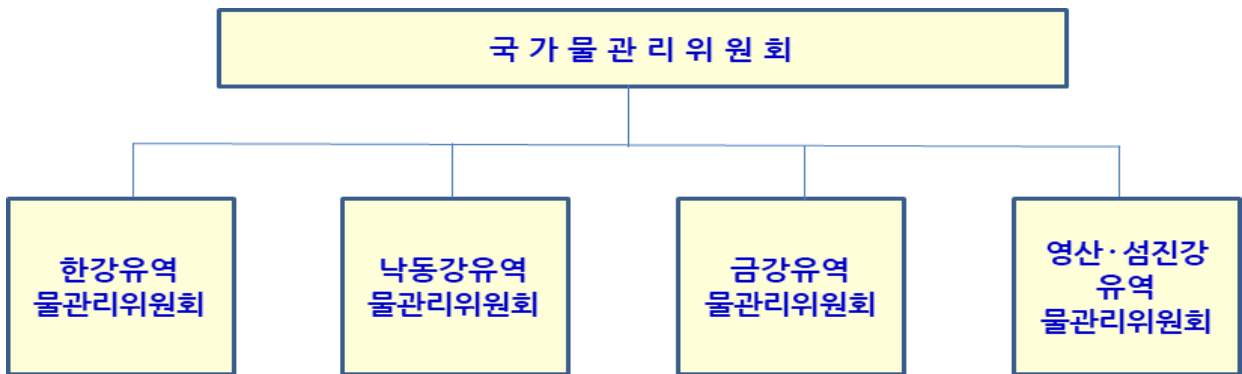 국 가 물 관 리 위 원 회
한강유역
물관리위원회
낙동강유역
물관리위원회
금강유역
물관리위원회
영산·섬진강
유역
물관리위원회